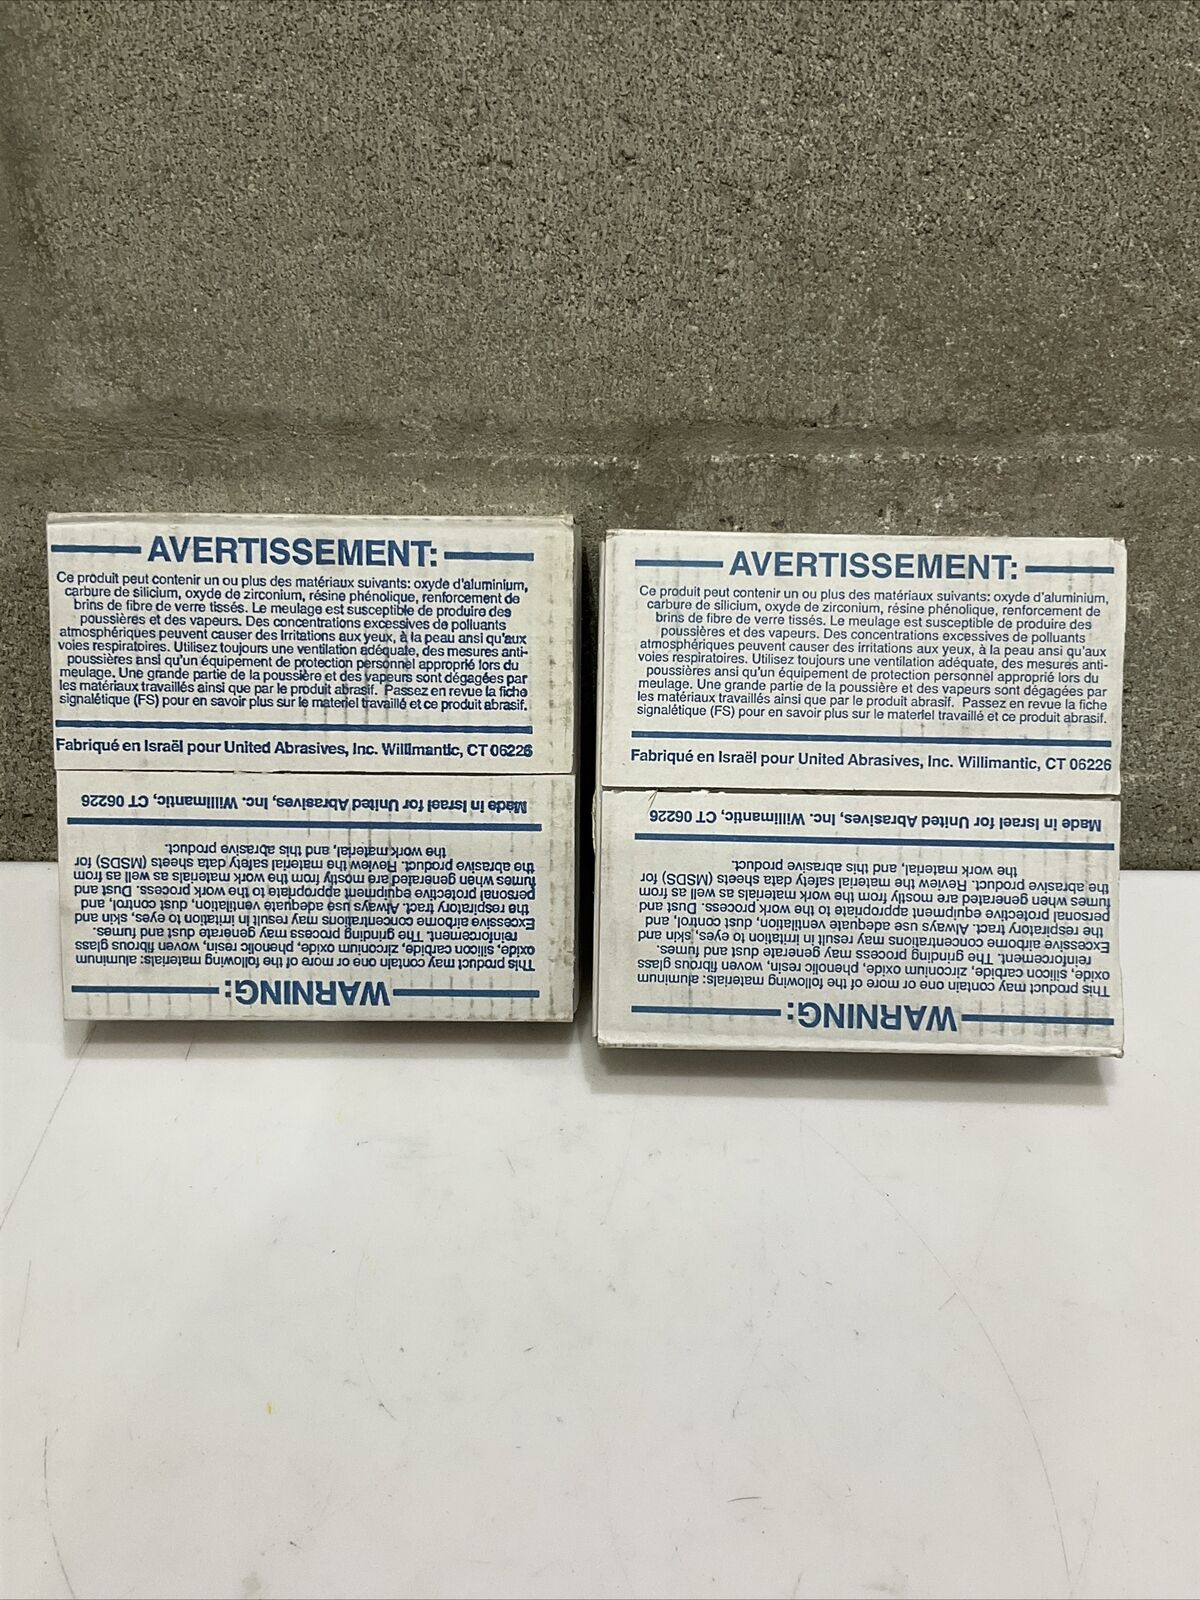 AVERTISSEMENT:
Ce produit peut contenir un ou plus des matériaux suivants: oxyde d'aluminium,
carbure de silicium, oxyde de zirconium, résine phénolique, renforcement de
brins de fibre de verre tissés. Le meulage est susceptible de produire des
poussières et des vapeurs. Des concentrations excessives de polluants
atmosphériques peuvent causer des irritations aux yeux, à la peau ansi qu'aux
voies respiratoires. Utilisez toujours une ventilation adéquate, des mesures anti-
poussières ansi qu'un équipement de protection personnel approprié lors du
meulage. Une grande partie de la poussière et des vapeurs sont dégagées par
les matériaux travaillés ainsi que par le produit abrasif. Passez en revue la fiche
signalétique (FS) pour en savoir plus sur le materiel travaillé et ce produit abrasif.
Fabriqué en Israël pour United Abrasives, Inc. Willimantic, CT 06226
WARNING:
This product may contain one or more of the following materials: aluminum
oxide, silicon carbide, zirconium oxide, phenolic resin, woven fibrous glass
reinforcement. The grinding process may generate dust and fumes.
Excessive airborne concentrations may result in irritation to eyes, skin and
the respiratory tract. Always use adequate ventilation, dust control, and
personal protective equipment appropriate to the work process. Dust and
fumes when generated are mostly from the work materials as well as from
the abrasive product. Review the material safety data sheets (MSDS) for
the work material, and this abrasive product.
Made in Israel for United Abrasives, Inc. Willimantic, CT 06226
AVERTISSEMENT:
Ce produit peut contenir un ou plus des matériaux suivants: oxyde d'aluminium,
carbure de silicium, oxyde de zirconium, résine phénolique, renforcement de
brins de fibre de verre tissés. Le meulage est susceptible de produire des
poussières et des vapeurs. Des concentrations excessives de polluants
atmosphériques peuvent causer des irritations aux yeux, à la peau ansi qu'aux
voies respiratoires. Utilisez toujours une ventilation adéquate, des mesures anti-
poussières ansi qu'un équipement de protection personnel approprié lors du
meulage. Une grande partie de la poussière et des vapeurs sont dégagées par
les matériaux travaillés ainsi que par le produit abrasif. Passez en revue la fiche
signalétique (FS) pour en savoir plus sur le materiel travaillé et ce produit abrasif.
Fabriqué en Israël pour United Abrasives, Inc. Willimantic, CT 06226
WARNING:
This product may contain one or more of the following materials: aluminum
oxide, silicon carbide, zirconium oxide, phenolic resin, woven fibrous glass
reinforcement. The grinding process may generate dust and fumes.
Excessive airborne concentrations may result in irritation to eyes, skin and
the respiratory tract. Always use adequate ventilation, dust control, and
personal protective equipment appropriate to the work process. Dust and
fumes when generated are mostly from the work materials as well as from
the abrasive product. Review the material safety data sheets (MSDS) for
the work material, and this abrasive product.
Made in Israel for United Abrasives, Inc. Willimantic, CT 06226